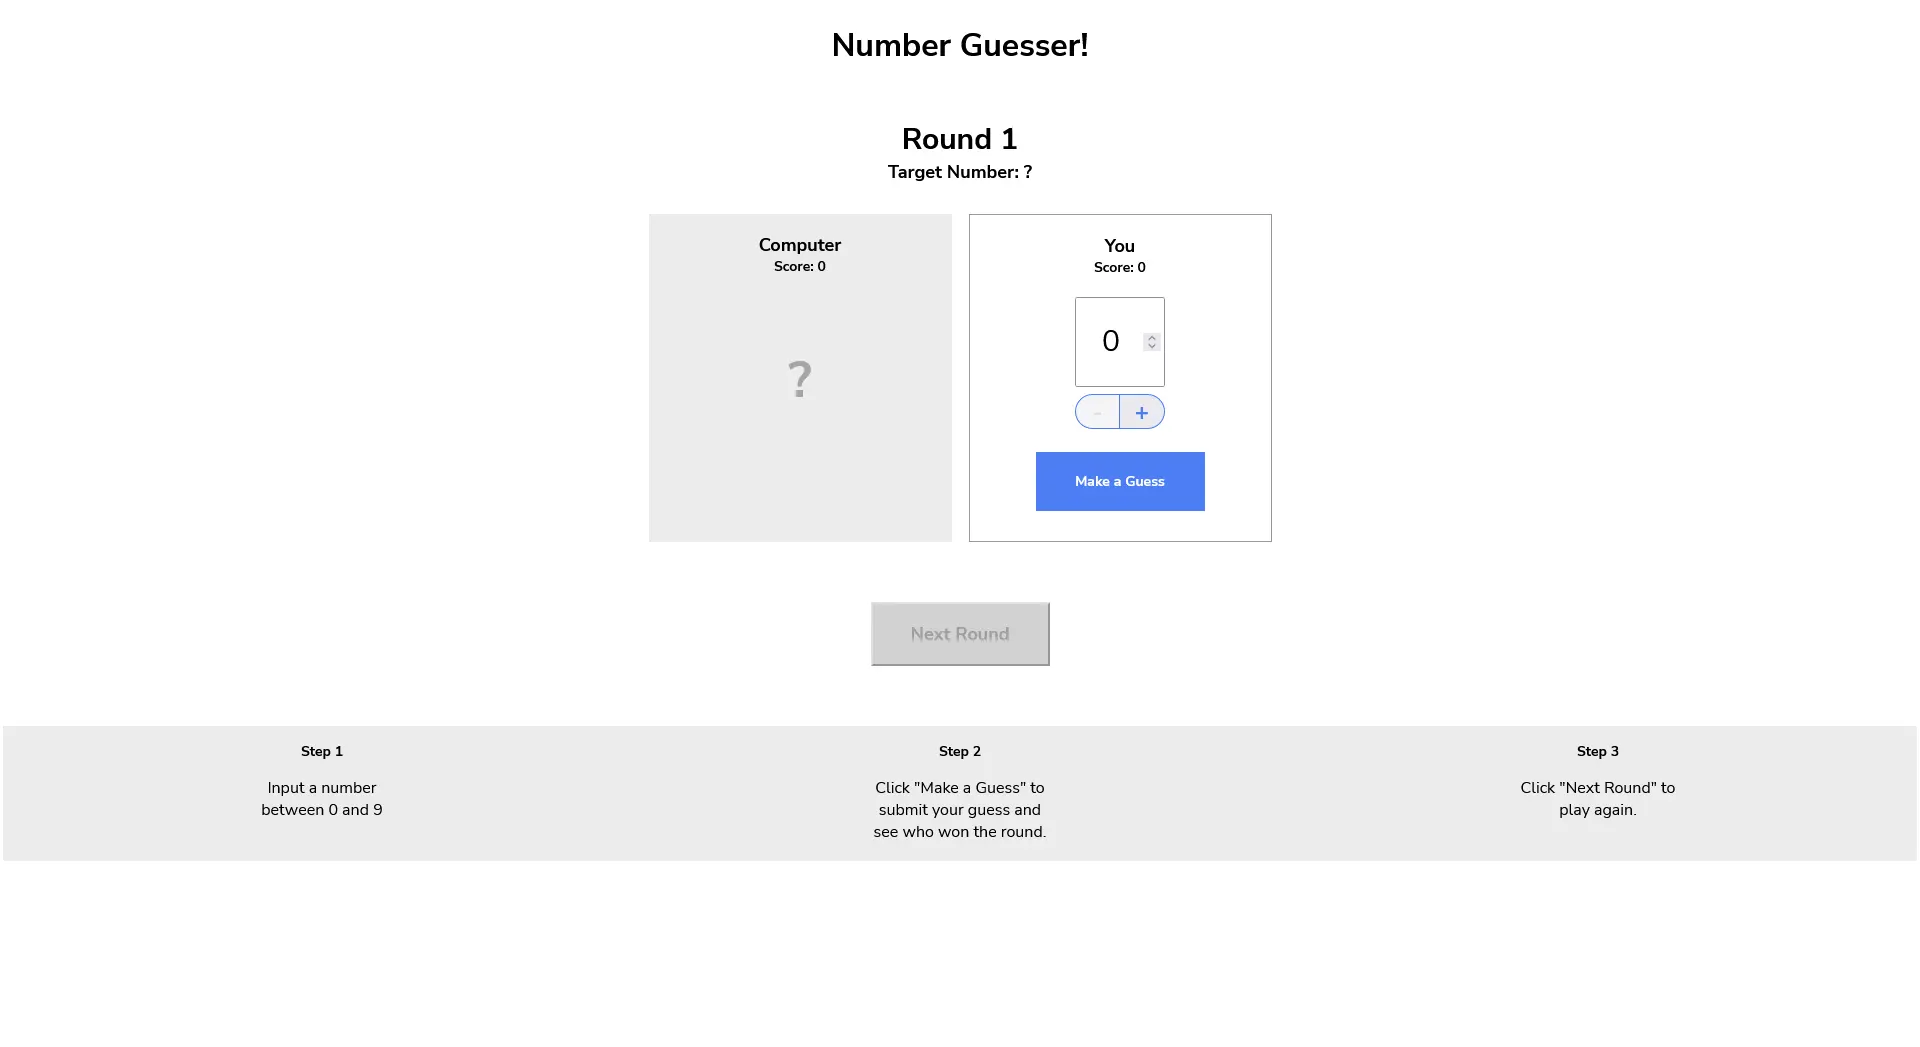 Number Guesser!
Round 1
Target Number: ?
Computer
Score: 0
?
You
Score: 0
0
- +
Make a Guess
Next Round
Step 1
Input a number
between 0 and 9
Step 2
Click "Make a Guess" to
submit your guess and
see who won the round.
Step 3
Click "Next Round" to
play again.